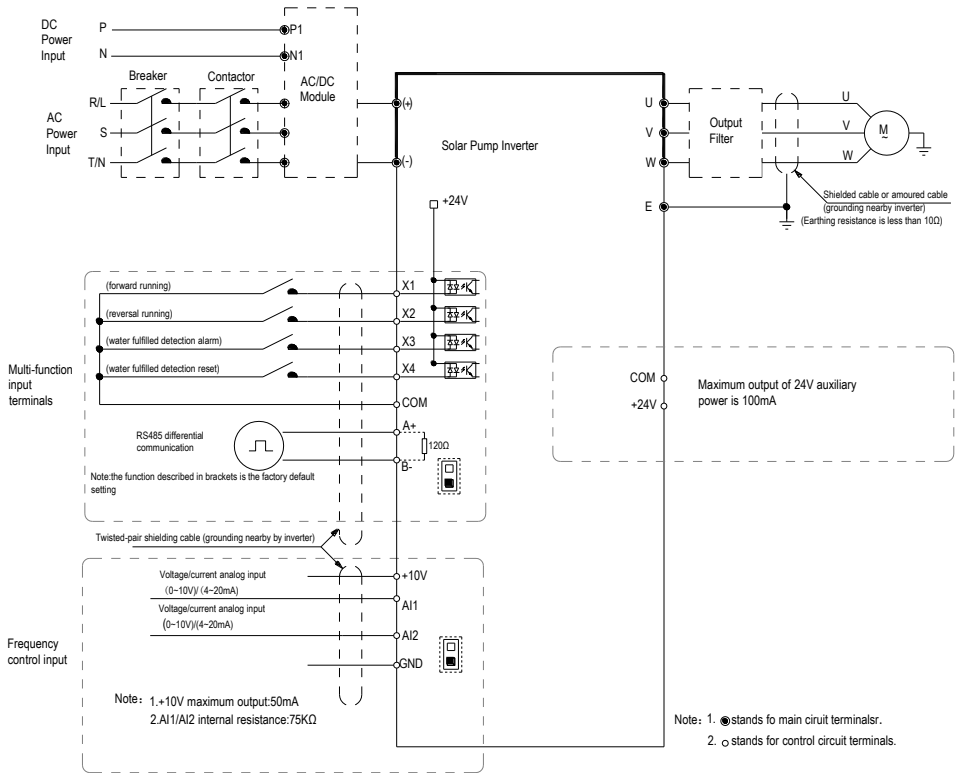 DC
Power
Input
P
N
P1
N1
AC/DC
Module
Breaker
Contactor
AC
Power
Input
R/L
S
T/N
(+)
(-)
Solar Pump Inverter
U
V
W
E
Output
Filter
U
V
W
M
~
Shielded cable or amoured cable
(grounding nearby inverter)
(Earthing resistance is less than 10Ω)
+24V
Multi-function
input
terminals
(forward running)
(reversal running)
(water fulfilled detection alarm)
(water fulfilled detection reset)
X1
X2
X3
X4
COM
A+
120Ω
B-
RS485 differential
communication
Note:the function described in brackets is the factory default
setting
COM
+24V
Maximum output of 24V auxiliary
power is 100mA
Twisted-pair shielding cable (grounding nearby by inverter)
Frequency
control input
Voltage/current analog input
(0~10V)/(4~20mA)
Voltage/current analog input
(0~10V)/(4~20mA)
+10V
AI1
AI2
GND
Note: 1.+10V maximum output:50mA
2.AI1/AI2 internal resistance:75KΩ
Note: 1. stands fo main ciruit terminalsr.
2. stands for control circuit terminals.